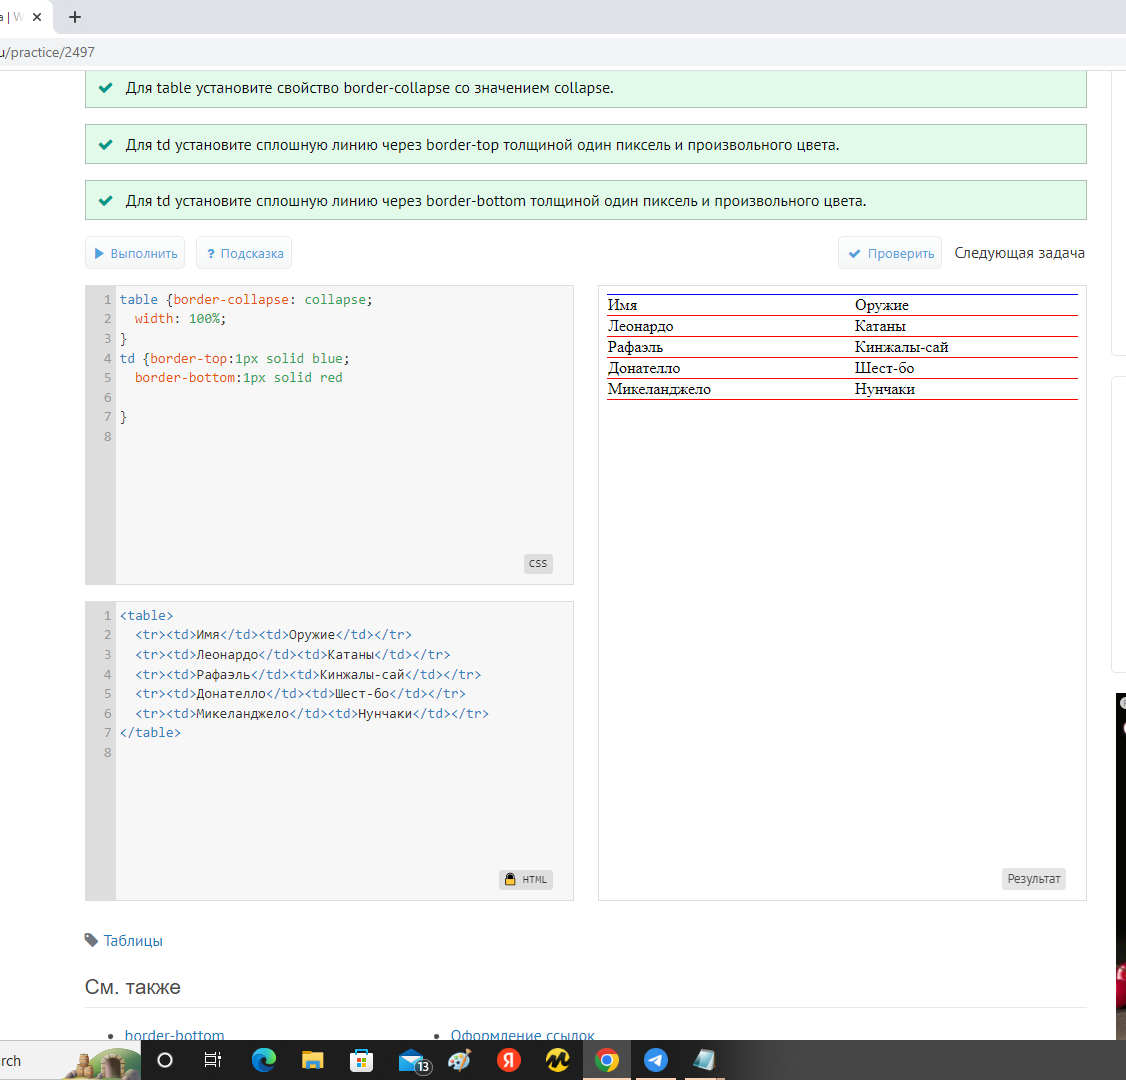 a | W
u/practice/2497
Для table установите свойство border-collapse со значением collapse.
Для td установите сплошную линию через border-top толщиной один пиксель и произвольного цвета.
Для td установите сплошную линию через border-bottom толщиной один пиксель и произвольного цвета.
Выполнить ? Подсказка Проверить Следующая задача
1 table {border-collapse: collapse;
2 width: 100%;
3 }
4 td {border-top:1px solid blue;
5 border-bottom:1px solid red
6
7 }
8
CSS
1 <table>
2 <tr><td>Имя</td><td>Оружие</td></tr>
3 <tr><td>Леонардо</td><td>Катаны</td></tr>
4 <tr><td>Рафаэль</td><td>Кинжалы-сай</td></tr>
5 <tr><td>Донателло</td><td>Шест-бо</td></tr>
6 <tr><td>Микеланджело</td><td>Нунчаки</td></tr>
7 </table>
8
HTML
Имя Оружие
Леонардо Катаны
Рафаэль Кинжалы-сай
Донателло Шест-бо
Микеланджело Нунчаки
Результат
Таблицы
См. также
border-bottom Оформление ссылок
rch 13 Я